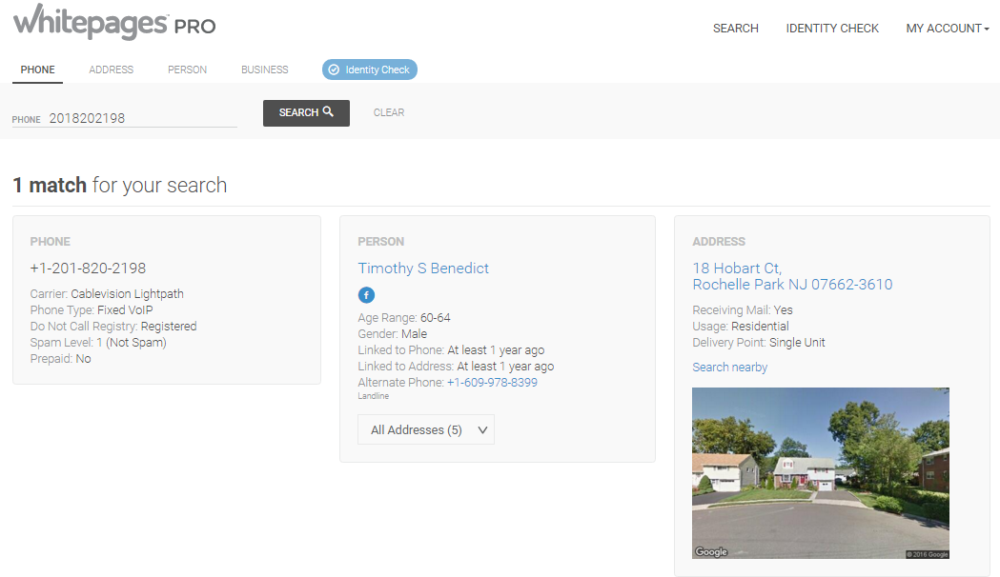 whitepages PRO
SEARCH IDENTITY CHECK MY ACCOUNT
PHONE ADDRESS PERSON BUSINESS Identity Check
PHONE 2018202198 SEARCH CLEAR
1 match for your search
PHONE
+1-201-820-2198
Carrier: Cablevision Lightpath
Phone Type: Fixed VoIP
Do Not Call Registry: Registered
Spam Level: 1 (Not Spam)
Prepaid: No
PERSON
Timothy S Benedict
f
Age Range: 60-64
Gender: Male
Linked to Phone: At least 1 year ago
Linked to Address: At least 1 year ago
Alternate Phone: +1-609-978-8399
Landline
All Addresses (5)
ADDRESS
18 Hobart Ct,
Rochelle Park NJ 07662-3610
Receiving Mail: Yes
Usage: Residential
Delivery Point: Single Unit
Search nearby
Google © 2016 Google